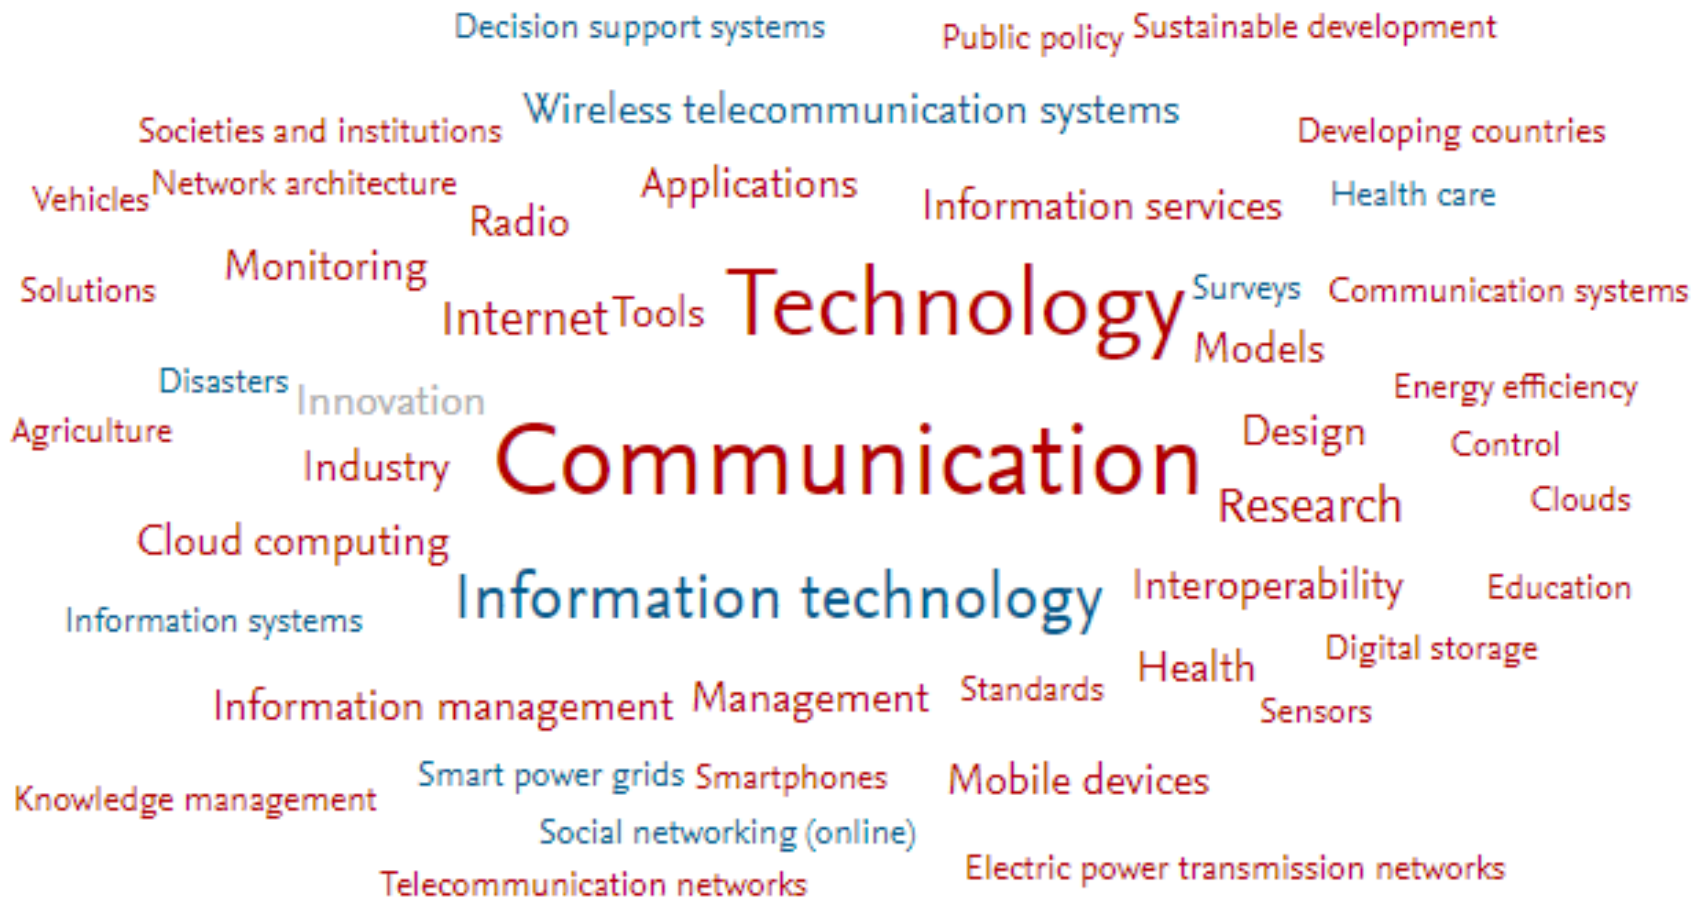 Decision support systems
Public policy
Sustainable development
Wireless telecommunication systems
Societies and institutions
Developing countries
Vehicles
Network architecture
Applications
Information services
Health care
Radio
Monitoring
Solutions
Internet
Tools
Technology
Surveys
Communication systems
Models
Disasters
Innovation
Energy efficiency
Agriculture
Industry
Communication
Design
Control
Research
Clouds
Cloud computing
Information technology
Interoperability
Education
Information systems
Digital storage
Health
Information management
Management
Standards
Sensors
Knowledge management
Smart power grids
Smartphones
Mobile devices
Social networking (online)
Telecommunication networks
Electric power transmission networks